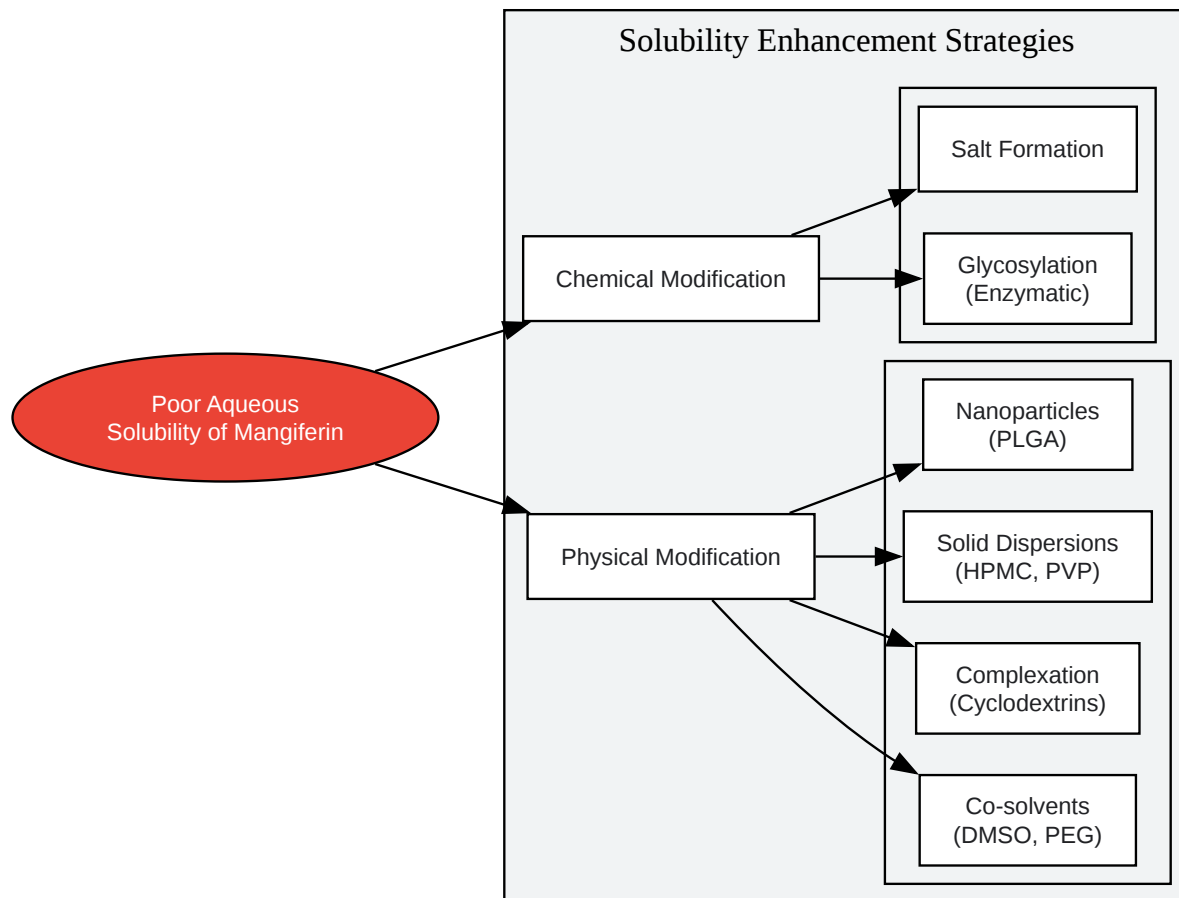 Solubility Enhancement Strategies
Poor Aqueous
Solubility of Mangiferin
Chemical Modification
Salt Formation
Glycosylation
(Enzymatic)
Physical Modification
Nanoparticles
(PLGA)
Solid Dispersions
(HPMC, PVP)
Complexation
(Cyclodextrins)
Co-solvents
(DMSO, PEG)